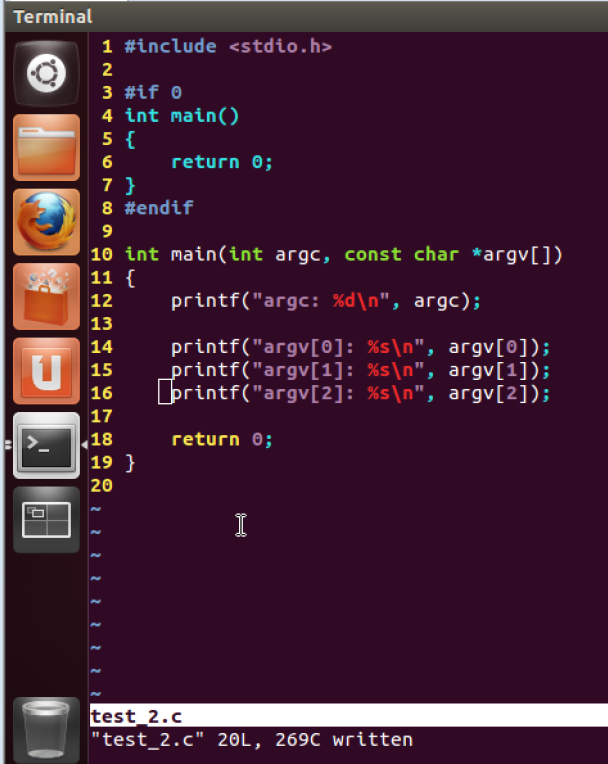 Terminal
1 #include <stdio.h>
2
3 #if 0
4 int main()
5 {
6     return 0;
7 }
8 #endif
9
10 int main(int argc, const char *argv[])
11 {
12     printf("argc: %d\n", argc);
13
14     printf("argv[0]: %s\n", argv[0]);
15     printf("argv[1]: %s\n", argv[1]);
16     printf("argv[2]: %s\n", argv[2]);
17
18     return 0;
19 }
20
~
~
~
~
~
~
~
~
~
test_2.c
"test_2.c" 20L, 269C written